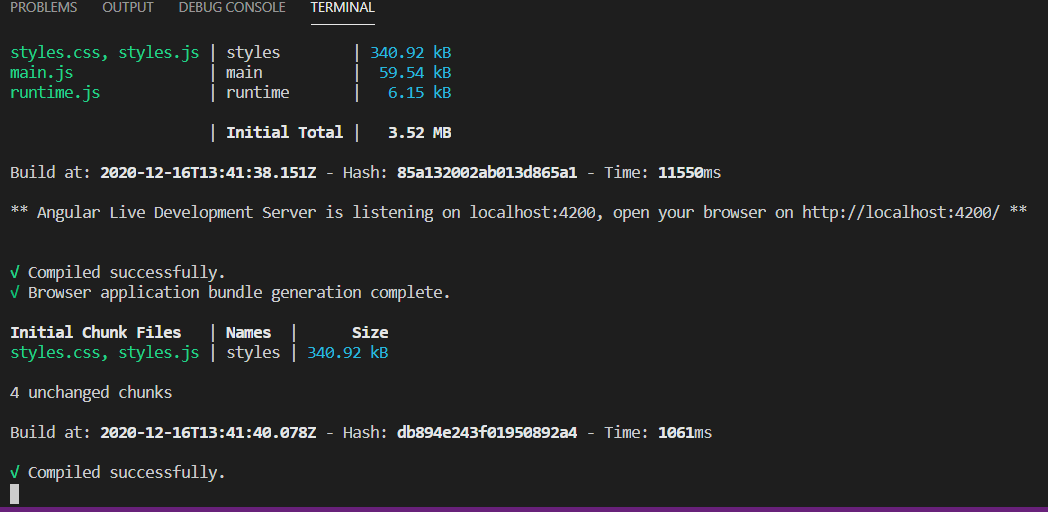 PROBLEMS OUTPUT DEBUG CONSOLE TERMINAL
styles.css, styles.js | styles | 340.92 kB
main.js | main | 59.54 kB
runtime.js | runtime | 6.15 kB
| Initial Total | 3.52 MB
Build at: 2020-12-16T13:41:38.151Z - Hash: 85a132002ab013d865a1 - Time: 11550ms
** Angular Live Development Server is listening on localhost:4200, open your browser on http://localhost:4200/ **
√ Compiled successfully.
√ Browser application bundle generation complete.
Initial Chunk Files | Names | Size
styles.css, styles.js | styles | 340.92 kB
4 unchanged chunks
Build at: 2020-12-16T13:41:40.078Z - Hash: db894e243f01950892a4 - Time: 1061ms
√ Compiled successfully.